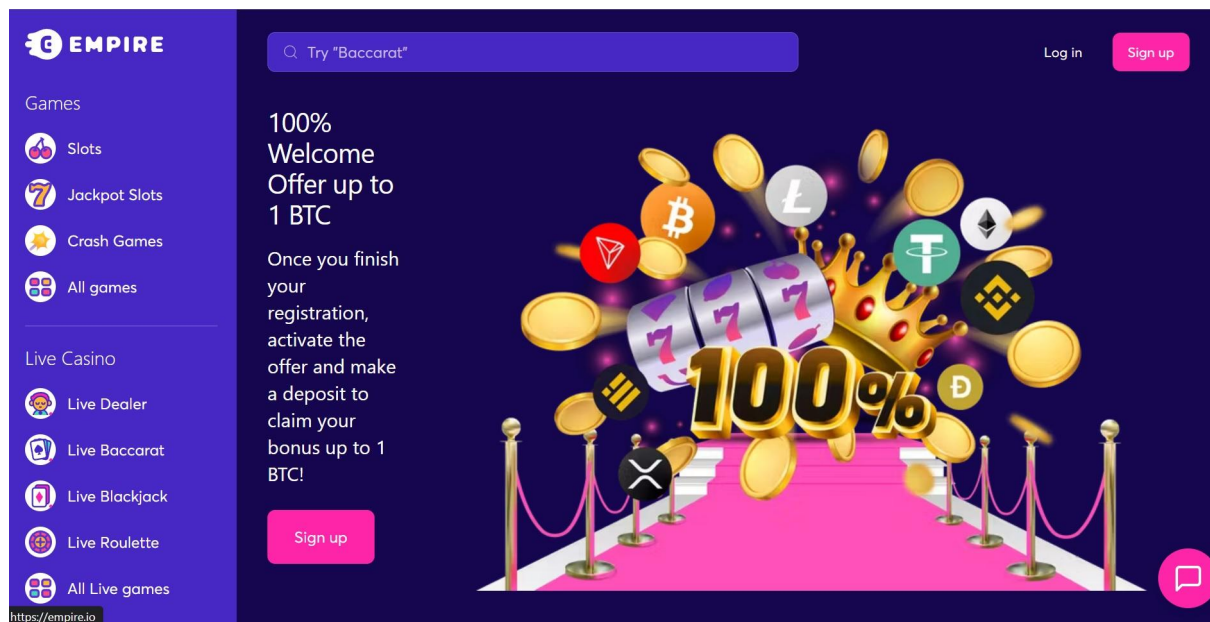 EMPIRE
Try "Baccarat"
Log in
Sign up
Games
Slots
Jackpot Slots
Crash Games
All games
Live Casino
Live Dealer
Live Baccarat
Live Blackjack
Live Roulette
All Live games
https://empire.io
100%
Welcome
Offer up to
1 BTC
Once you finish
your
registration,
activate the
offer and make
a deposit to
claim your
bonus up to 1
BTC!
Sign up
7 7 7
100%